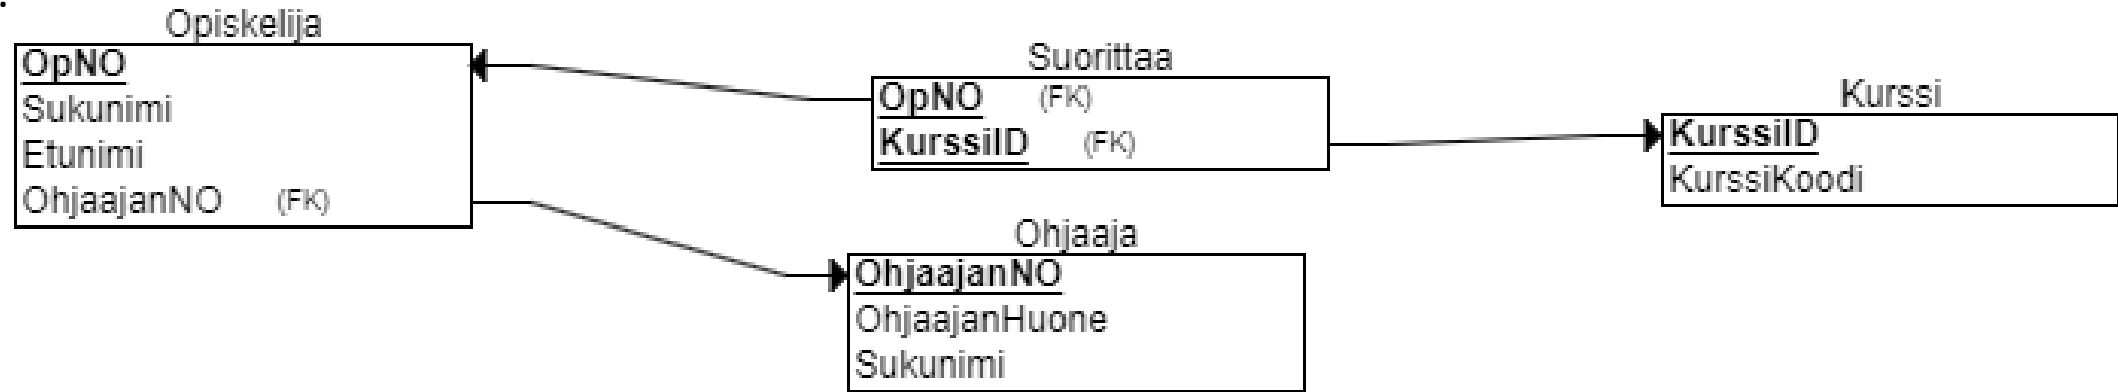 Opiskelija
OpNO
Sukunimi
Etunimi
OhjaajanNO (FK)
Suorittaa
OpNO (FK)
KurssiID (FK)
Kurssi
KurssiID
KurssiKoodi
Ohjaaja
OhjaajanNO
OhjaajanHuone
Sukunimi